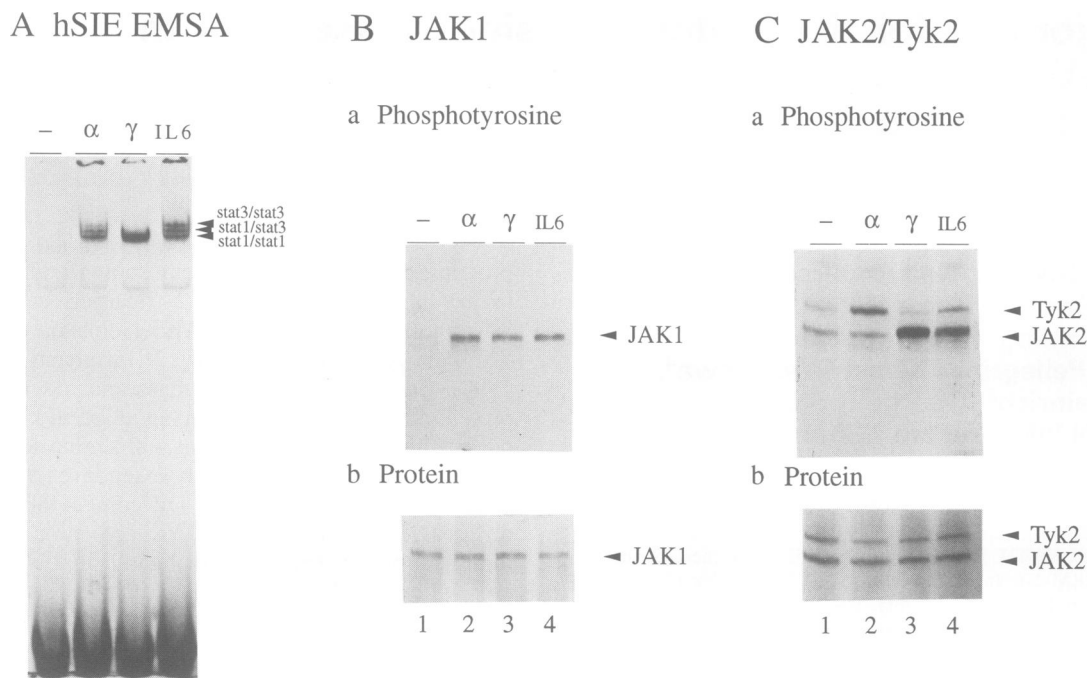 A hSIE EMSA
– α γ IL6
stat3/stat3
stat1/stat3
stat1/stat1
B JAK1
a Phosphotyrosine
– α γ IL6
JAK1
b Protein
JAK1
1 2 3 4
C JAK2/Tyk2
a Phosphotyrosine
– α γ IL6
Tyk2
JAK2
b Protein
Tyk2
JAK2
1 2 3 4